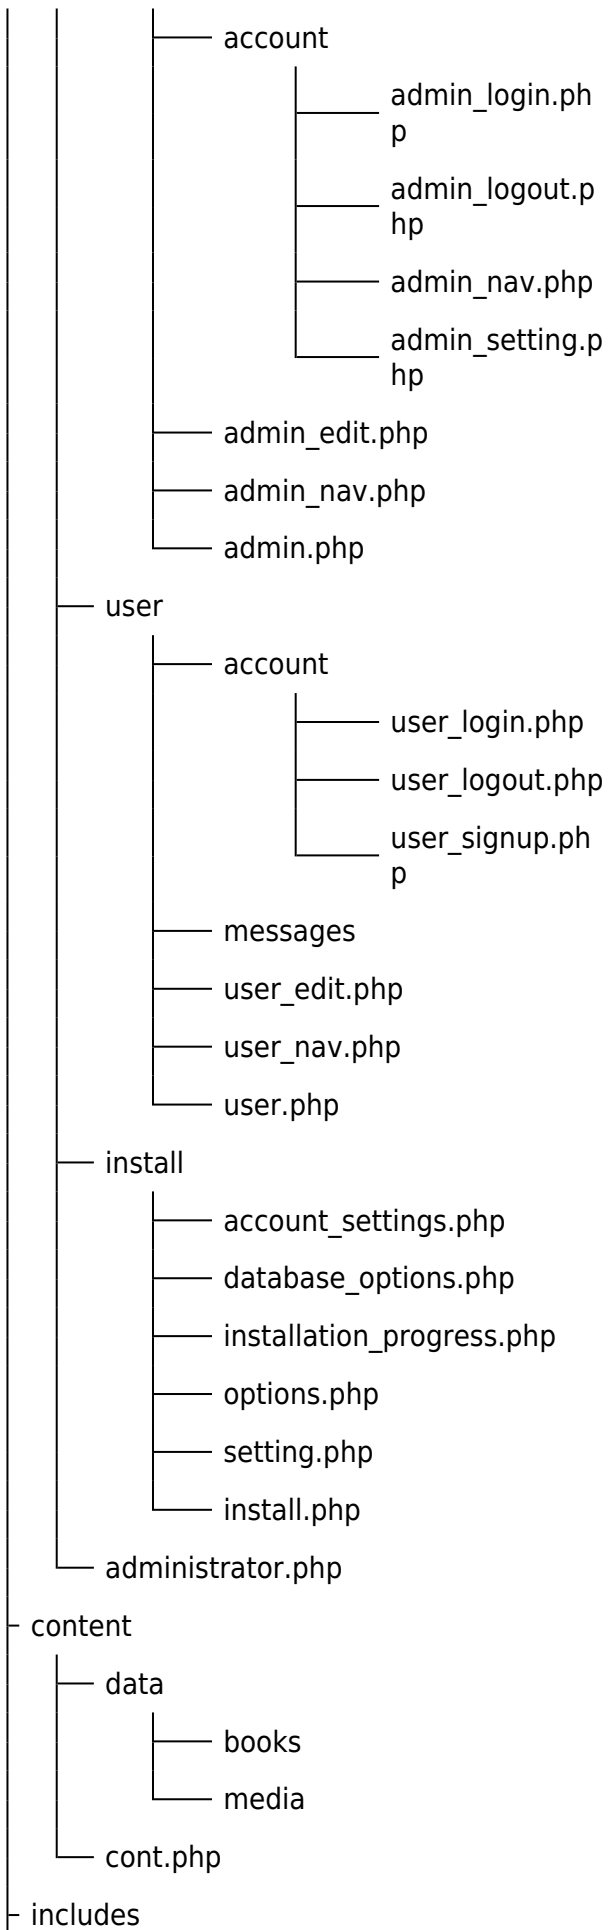 account
admin_login.ph
p
admin_logout.p
hp
admin_nav.php
admin_setting.p
hp
admin_edit.php
admin_nav.php
admin.php
user
account
user_login.php
user_logout.php
user_signup.ph
p
messages
user_edit.php
user_nav.php
user.php
install
account_settings.php
database_options.php
installation_progress.php
options.php
setting.php
install.php
administrator.php
content
data
books
media
cont.php
includes